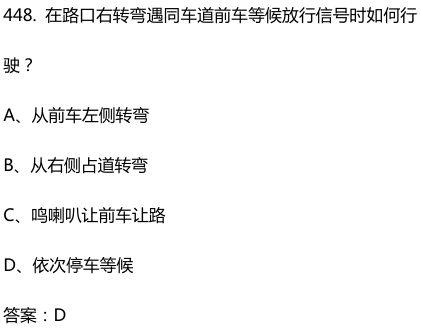 448. 在路口右转弯遇同车道前车等候放行信号时如何行
驶？
A、从前车左侧转弯
B、从右侧占道转弯
C、鸣喇叭让前车让路
D、依次停车等候
答案：D